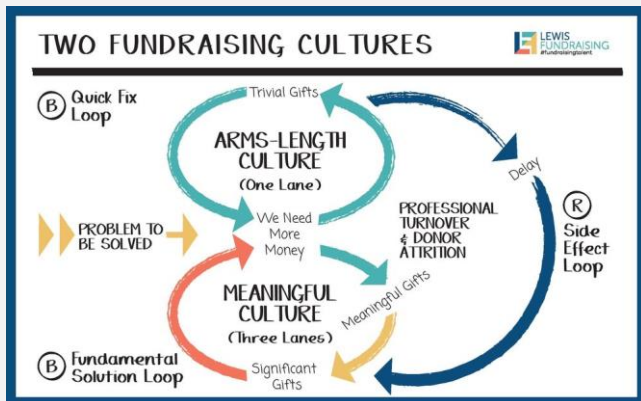 TWO FUNDRAISING CULTURES
LEWIS
FUNDRAISING
#fundraisingtalent
B Quick Fix
Loop
Trivial Gifts
ARMS-LENGTH
CULTURE
(One Lane)
Delay
PROBLEM TO
BE SOLVED
We Need
More
Money
PROFESSIONAL
TURNOVER
& DONOR
ATTRITION
R
Side
Effect
Loop
MEANINGFUL
CULTURE
(Three Lanes)
Meaningful Gifts
B Fundamental
Solution Loop
Significant
Gifts